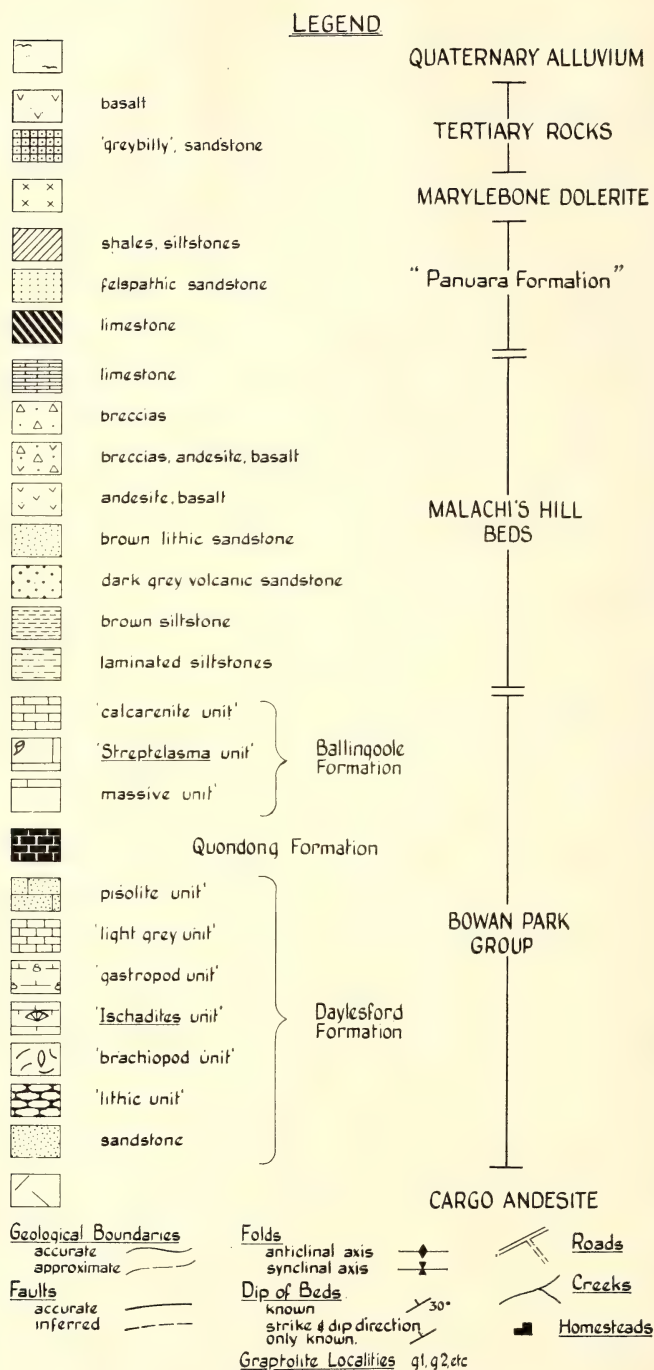 LEGEND
QUATERNARY ALLUVIUM
basalt
TERTIARY ROCKS
'greybilly', sandstone
MARYLEBONE DOLERITE
shales, siltstones
felspathic sandstone
"Panuara Formation"
limestone
limestone
breccias
breccias, andesite, basalt
andesite, basalt
MALACHI'S HILL
BEDS
brown lithic sandstone
dark grey volcanic sandstone
brown siltstone
laminated siltstones
'calcarenite unit'
'Streptelasma unit'
Ballingoole
Formation
massive unit'
Quondong Formation
pisolite unit'
'light grey unit'
BOWAN PARK
GROUP
'gastropod unit'
'Ischadites unit'
Daylesford
Formation
'brachiopod unit'
'lithic unit'
sandstone
CARGO ANDESITE
Geological Boundaries
accurate
approximate
Faults
accurate
inferred
Folds
anticlinal axis
synclinal axis
Dip of Beds
known 30°
strike & dip direction
only known.
Graptolite Localities g1, g2, etc
Roads
Creeks
Homesteads